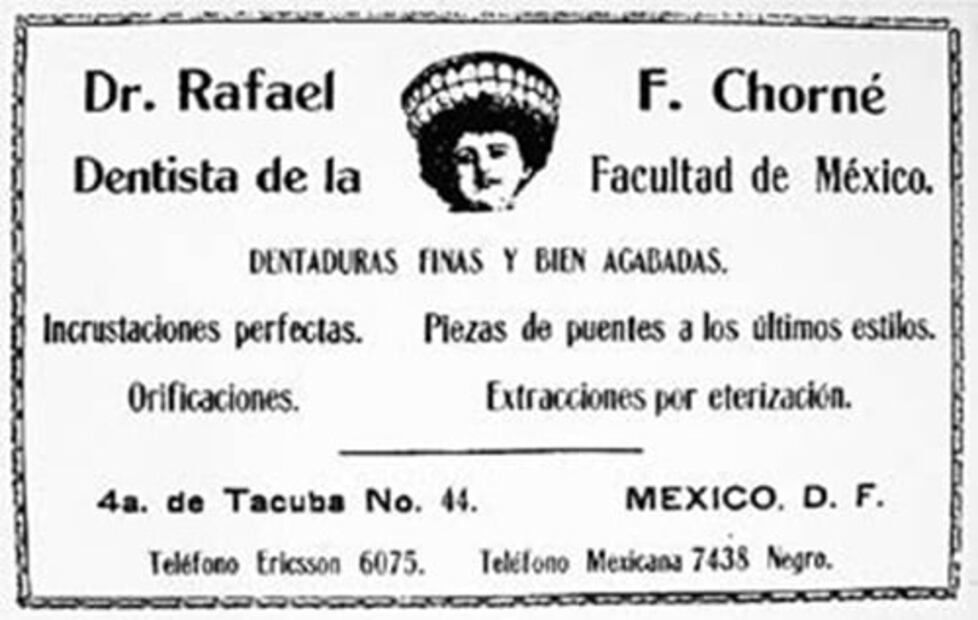 Dr. Rafael F. Chorné
Dentista de la Facultad de México.
DENTADURAS FINAS Y BIEN AGABADAS.
Incrustaciones perfectas. Piezas de puentes a los últimos estilos.
Orificaciones. Extracciones por eterización.
4a. de Tacuba No. 44. MEXICO, D. F.
Teléfono Ericsson 6075. Teléfono Mexicana 7438 Negro.